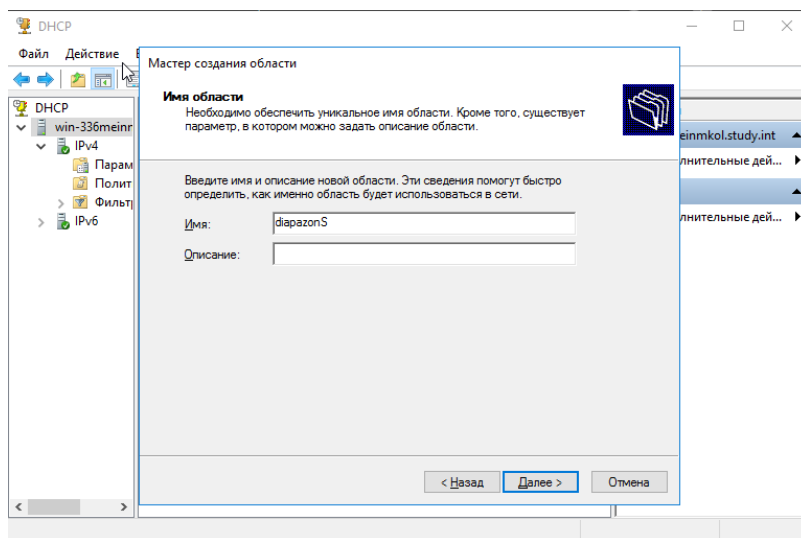 DHCP
Файл Действие
Мастер создания области
Имя области
Необходимо обеспечить уникальное имя области. Кроме того, существует
параметр, в котором можно задать описание области.
DHCP
win-336meinr
IPv4
Парам
Полит
Фильт
IPv6
Введите имя и описание новой области. Эти сведения помогут быстро
определить, как именно область будет использоваться в сети.
Имя: diapazonS
Описание:
einmkol.study.int
лнительные дей...
лнительные дей...
< Назад Далее > Отмена